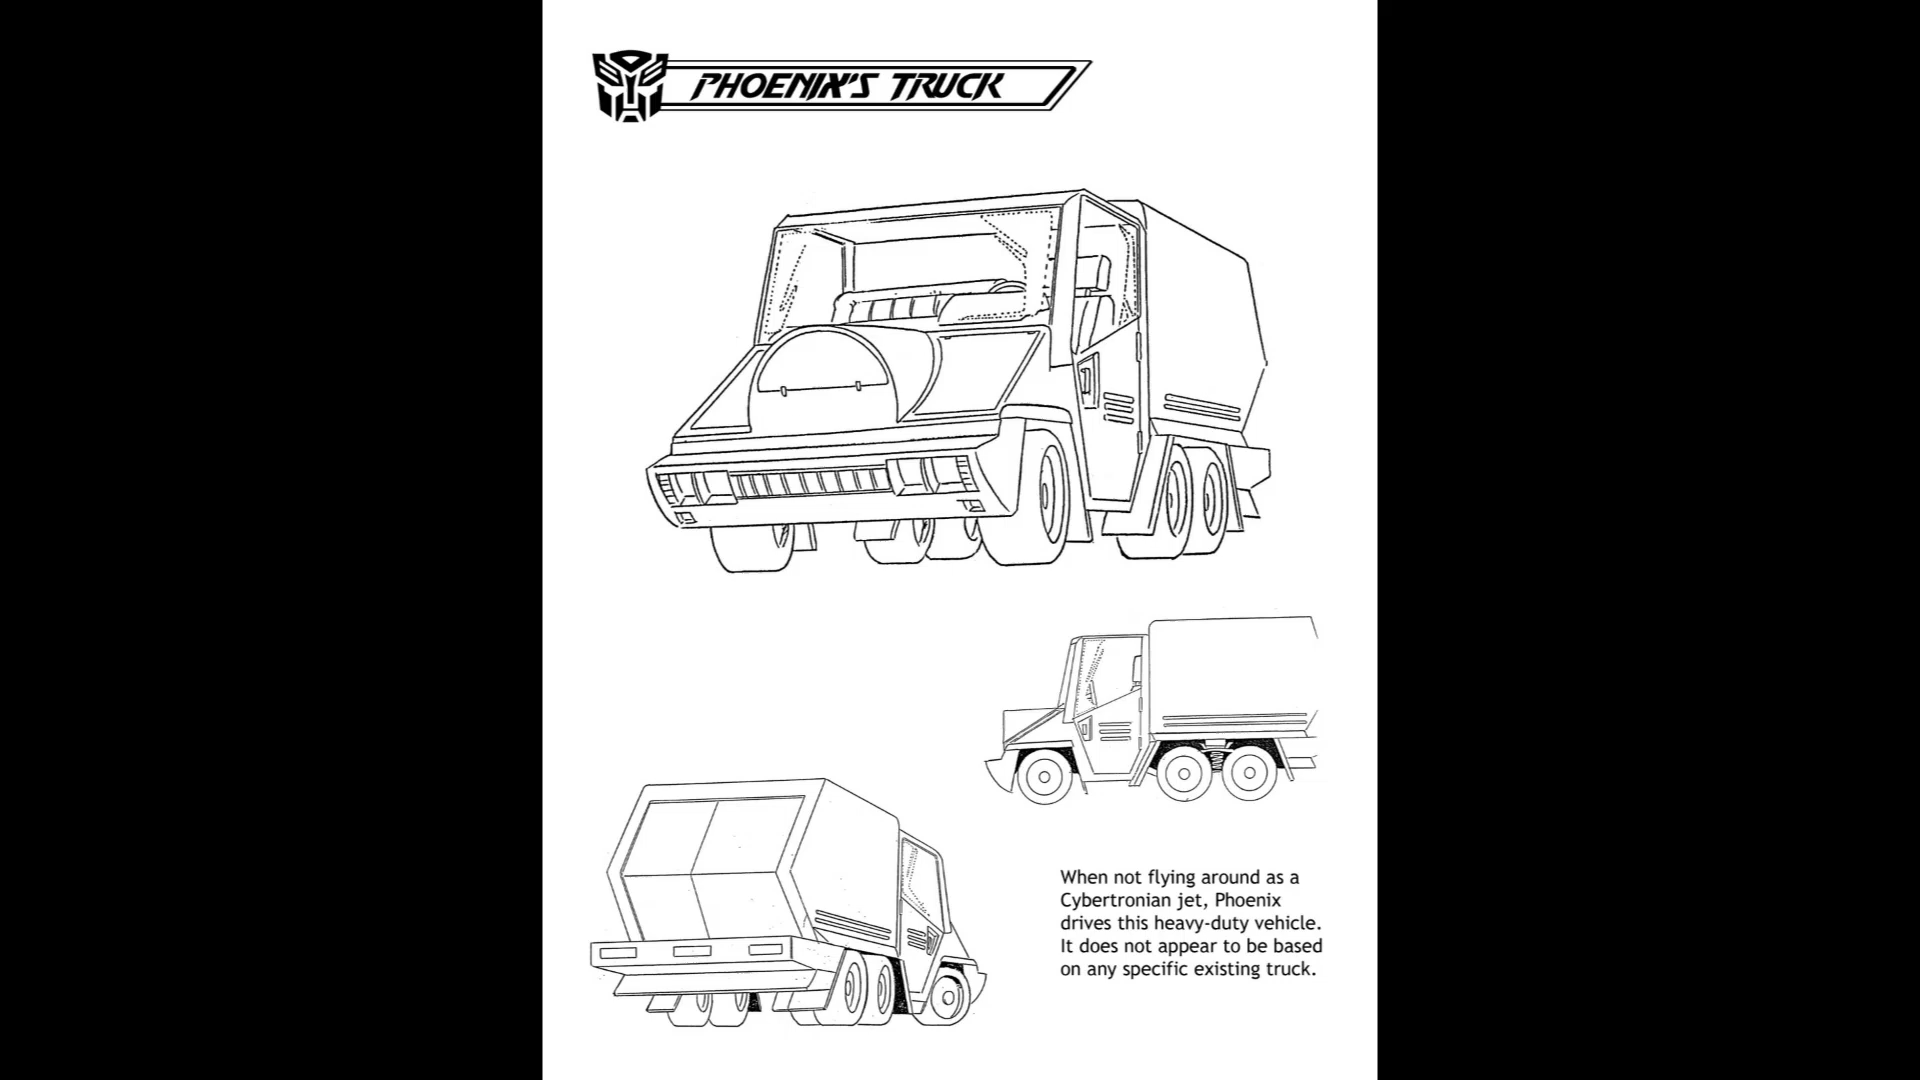 PHOENIX'S TRUCK
When not flying around as a
Cybertronian jet, Phoenix
drives this heavy-duty vehicle.
It does not appear to be based
on any specific existing truck.